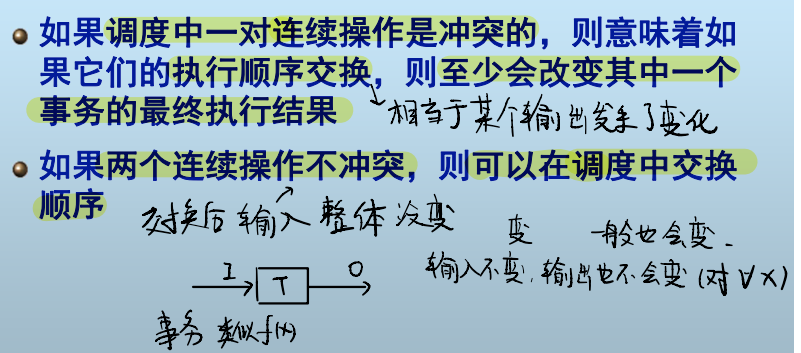 如果调度中一对连续操作是冲突的，则意味着如
果它们的执行顺序交换，则至少会改变其中一个
事务的最终执行结果
相当于某个输出发生了变化
如果两个连续操作不冲突，则可以在调度中交换
顺序
交换后输入整体没变
变 一般也会变.
输入不变, 输出也不会变 (对∀x)
I T O
事务 类似f(x)